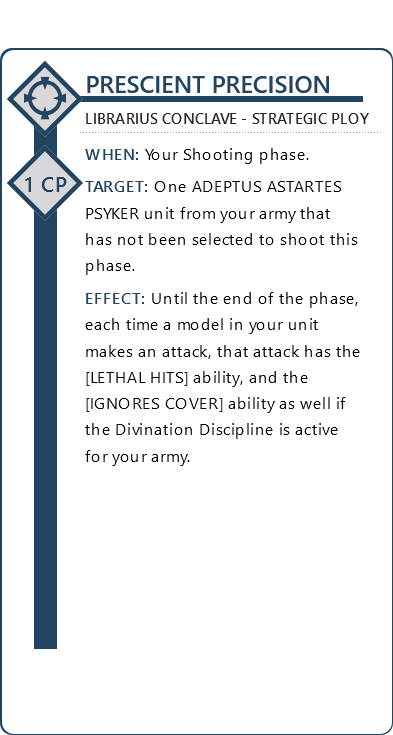 PRESCIENT PRECISION
LIBRARIUS CONCLAVE - STRATEGIC PLOY
WHEN: Your Shooting phase.
1 CP
TARGET: One ADEPTUS ASTARTES
PSYKER unit from your army that
has not been selected to shoot this
phase.
EFFECT: Until the end of the phase,
each time a model in your unit
makes an attack, that attack has the
[LETHAL HITS] ability, and the
[IGNORES COVER] ability as well if
the Divination Discipline is active
for your army.